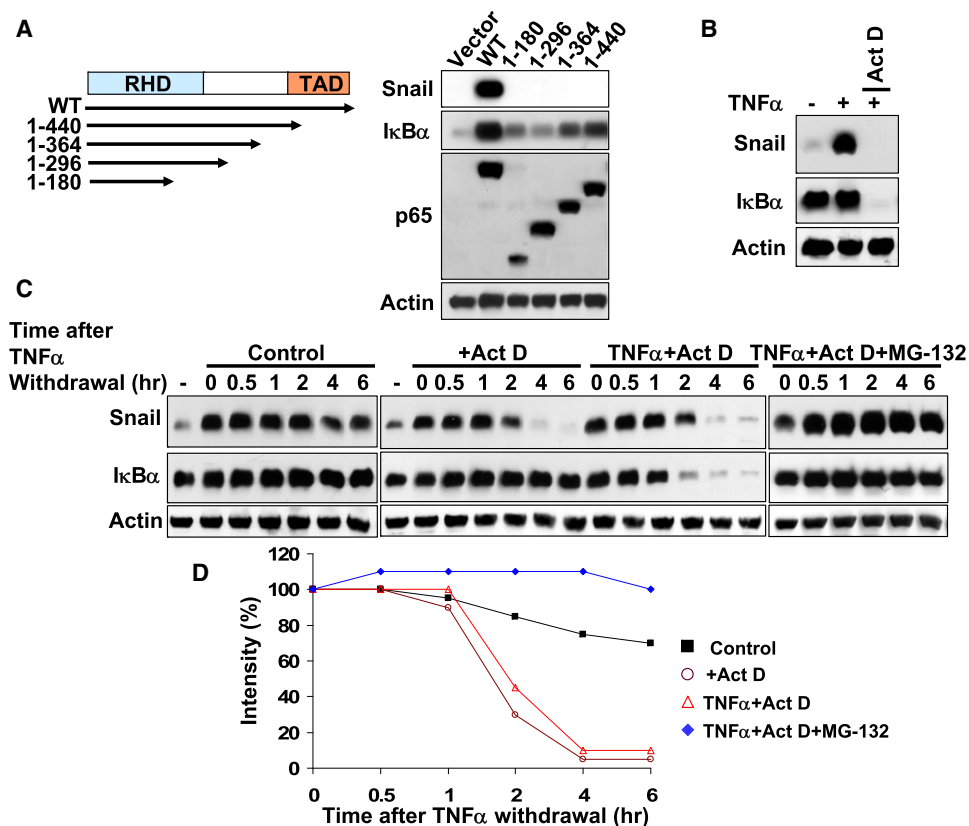 A
RHD TAD
WT
1-440
1-364
1-296
1-180
Vector WT 1-180 1-296 1-364 1-440
Snail
IκBα
p65
Actin
B
Act D
TNFα - + +
Snail
IκBα
Actin
C
Time after
TNFα
Withdrawal (hr)
Control +Act D TNFα+Act D TNFα+Act D+MG-132
- 0 0.5 1 2 4 6 - 0 0.5 1 2 4 6 0 0.5 1 2 4 6 0 0.5 1 2 4 6
Snail
IκBα
Actin
D
Intensity (%)
120
100
80
60
40
20
0
0 0.5 1 2 4 6
Time after TNFα withdrawal (hr)
Control
+Act D
TNFα+Act D
TNFα+Act D+MG-132